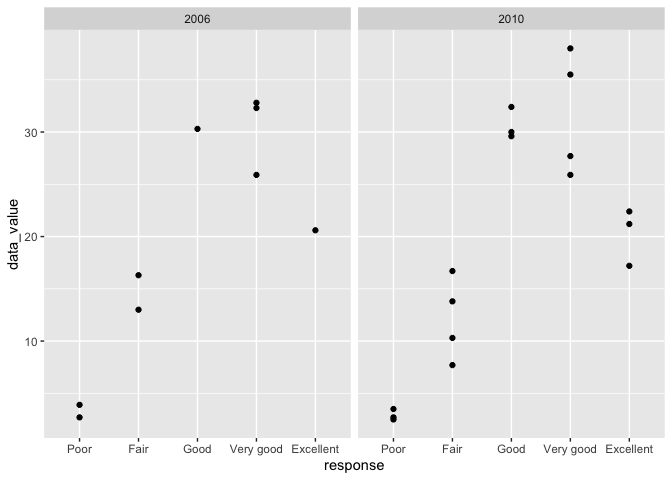 2006 2010
data_value
30
20
10
Poor Fair Good Very good Excellent Poor Fair Good Very good Excellent
response